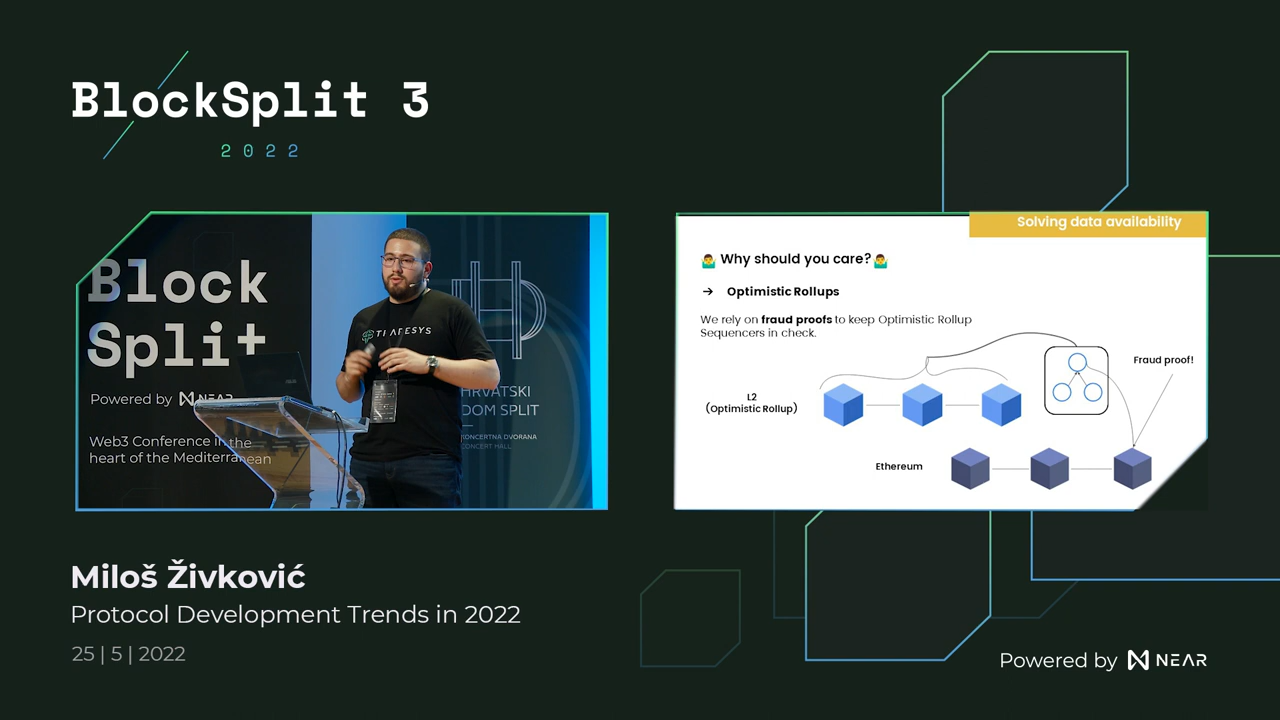 BlockSplit 3
2022
Block
Split
Powered by NEAR
Web3 Conference in the
heart of the Mediterranean
HRVATSKI
DOM SPLIT
KONCERTNA DVORANA
CONCERT HALL
Solving data availability
🤷‍♂️ Why should you care? 🤷‍♂️
→ Optimistic Rollups
We rely on fraud proofs to keep Optimistic Rollup
Sequencers in check.
Fraud proof!
L2
(Optimistic Rollup)
Ethereum
Miloš Živković
Protocol Development Trends in 2022
25 | 5 | 2022
Powered by NEAR